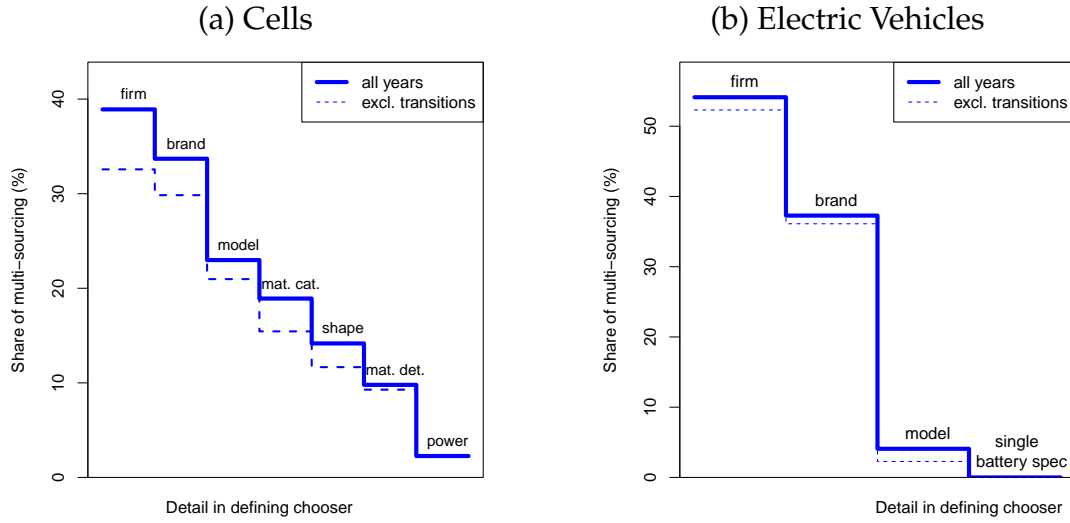 (a) Cells
all years
excl. transitions
firm
brand
model
mat. cat.
shape
mat. det.
power
0
10
20
30
40
Share of multi−sourcing (%)
Detail in defining chooser
(b) Electric Vehicles
all years
excl. transitions
firm
brand
model
single
battery spec
0
10
20
30
40
50
Share of multi−sourcing (%)
Detail in defining chooser